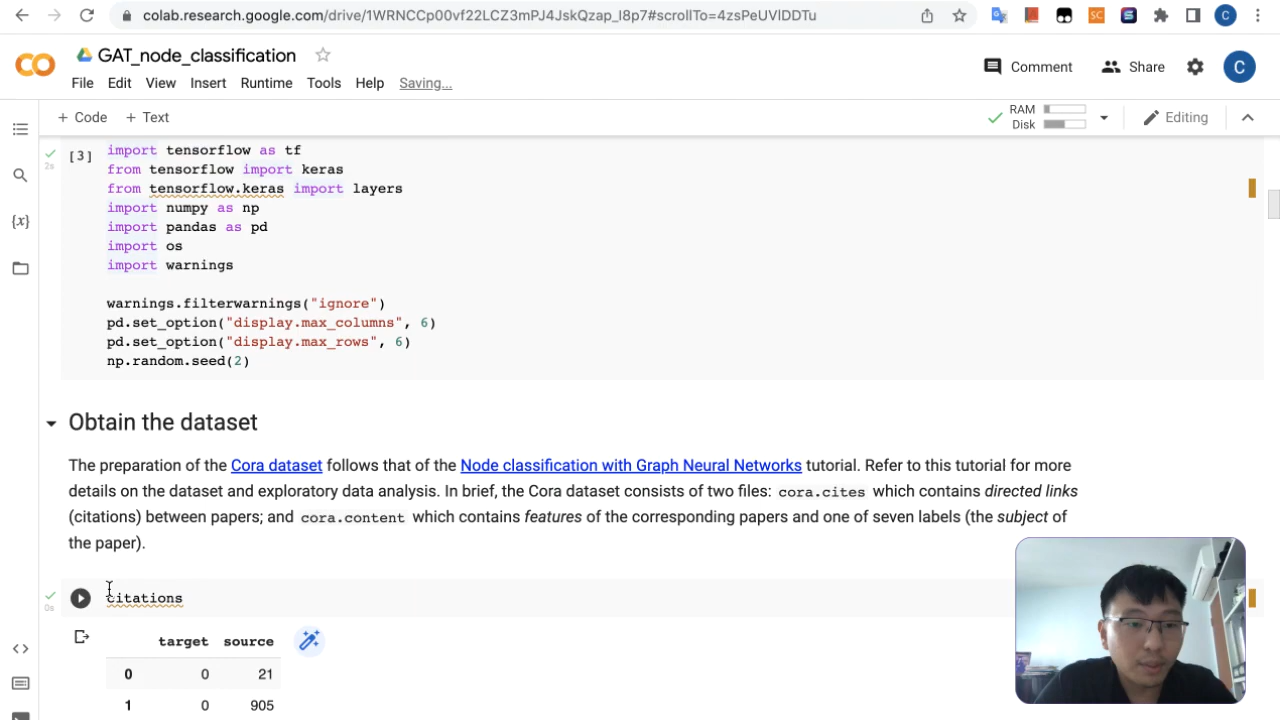 colab.research.google.com/drive/1WRNCCp00vf22LCZ3mPJ4JskQzap_I8p7#scrollTo=4zsPeUVlDDTu
SC
S
C
CO
GAT_node_classification
File Edit View Insert Runtime Tools Help Saving...
Comment
Share
C
+ Code + Text
RAM
Disk
Editing
{x}
[3]
2s
import tensorflow as tf
from tensorflow import keras
from tensorflow.keras import layers
import numpy as np
import pandas as pd
import os
import warnings
warnings.filterwarnings("ignore")
pd.set_option("display.max_columns", 6)
pd.set_option("display.max_rows", 6)
np.random.seed(2)
Obtain the dataset
The preparation of the Cora dataset follows that of the Node classification with Graph Neural Networks tutorial. Refer to this tutorial for more
details on the dataset and exploratory data analysis. In brief, the Cora dataset consists of two files: cora.cites which contains directed links
(citations) between papers; and cora.content which contains features of the corresponding papers and one of seven labels (the subject of
the paper).
0s
citations
target source
0 0 21
1 0 905